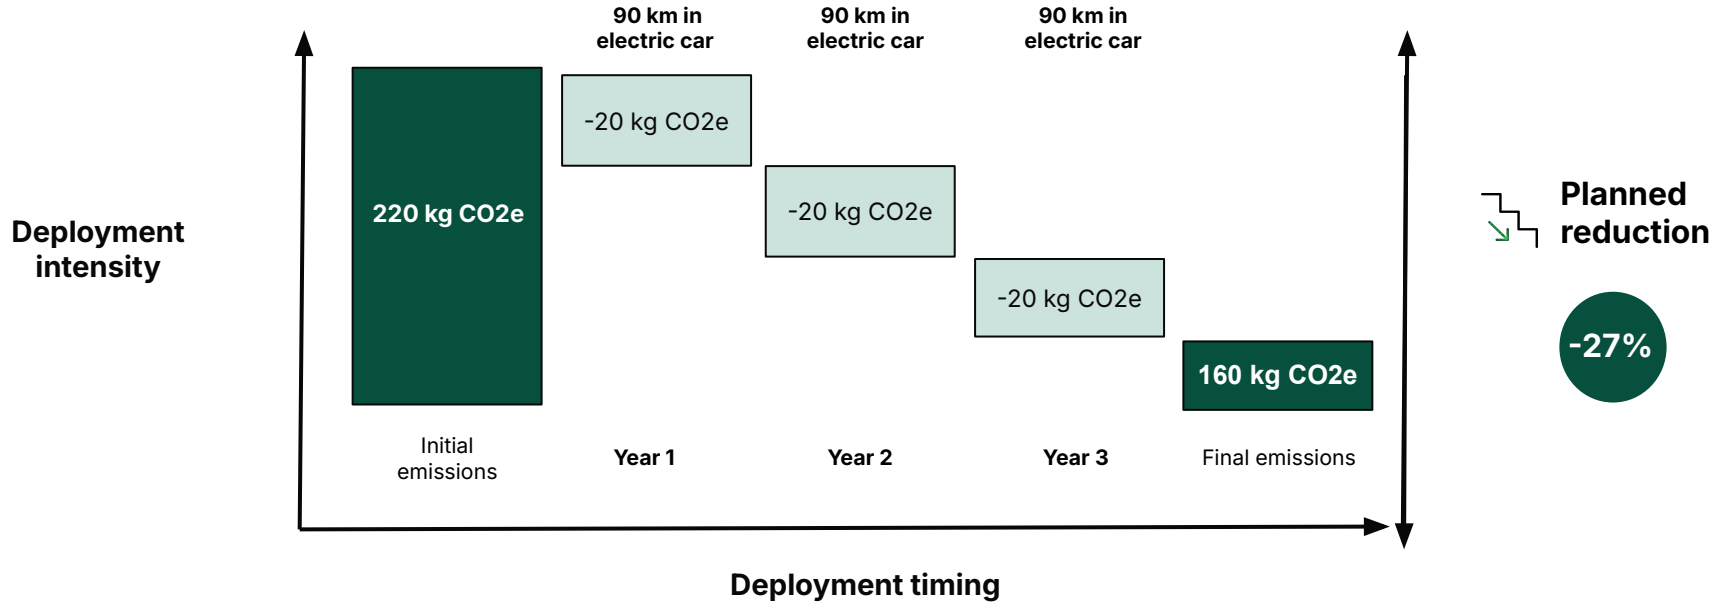 90 km in
electric car
90 km in
electric car
90 km in
electric car
Deployment
intensity
220 kg CO2e
-20 kg CO2e
-20 kg CO2e
-20 kg CO2e
160 kg CO2e
Planned
reduction
-27%
Initial
emissions
Year 1
Year 2
Year 3
Final emissions
Deployment timing